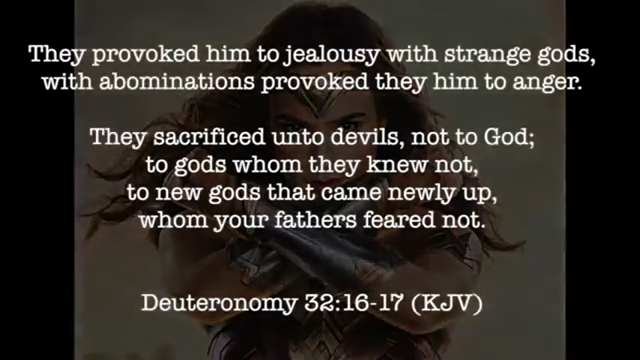 They provoked him to jealousy with strange gods,
with abominations provoked they him to anger.
They sacrificed unto devils, not to God;
to gods whom they knew not,
to new gods that came newly up,
whom your fathers feared not.
Deuteronomy 32:16-17 (KJV)